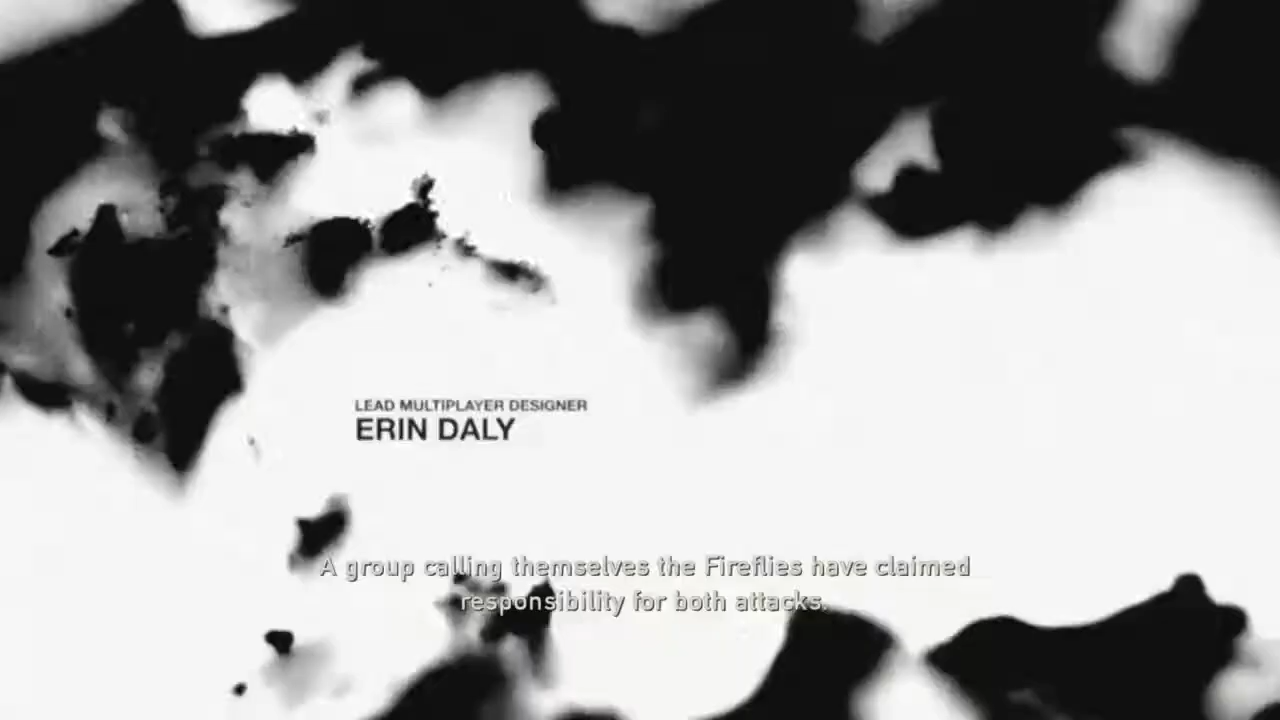 LEAD MULTIPLAYER DESIGNER
ERIN DALY
A group calling themselves the Fireflies have claimed
responsibility for both attacks.